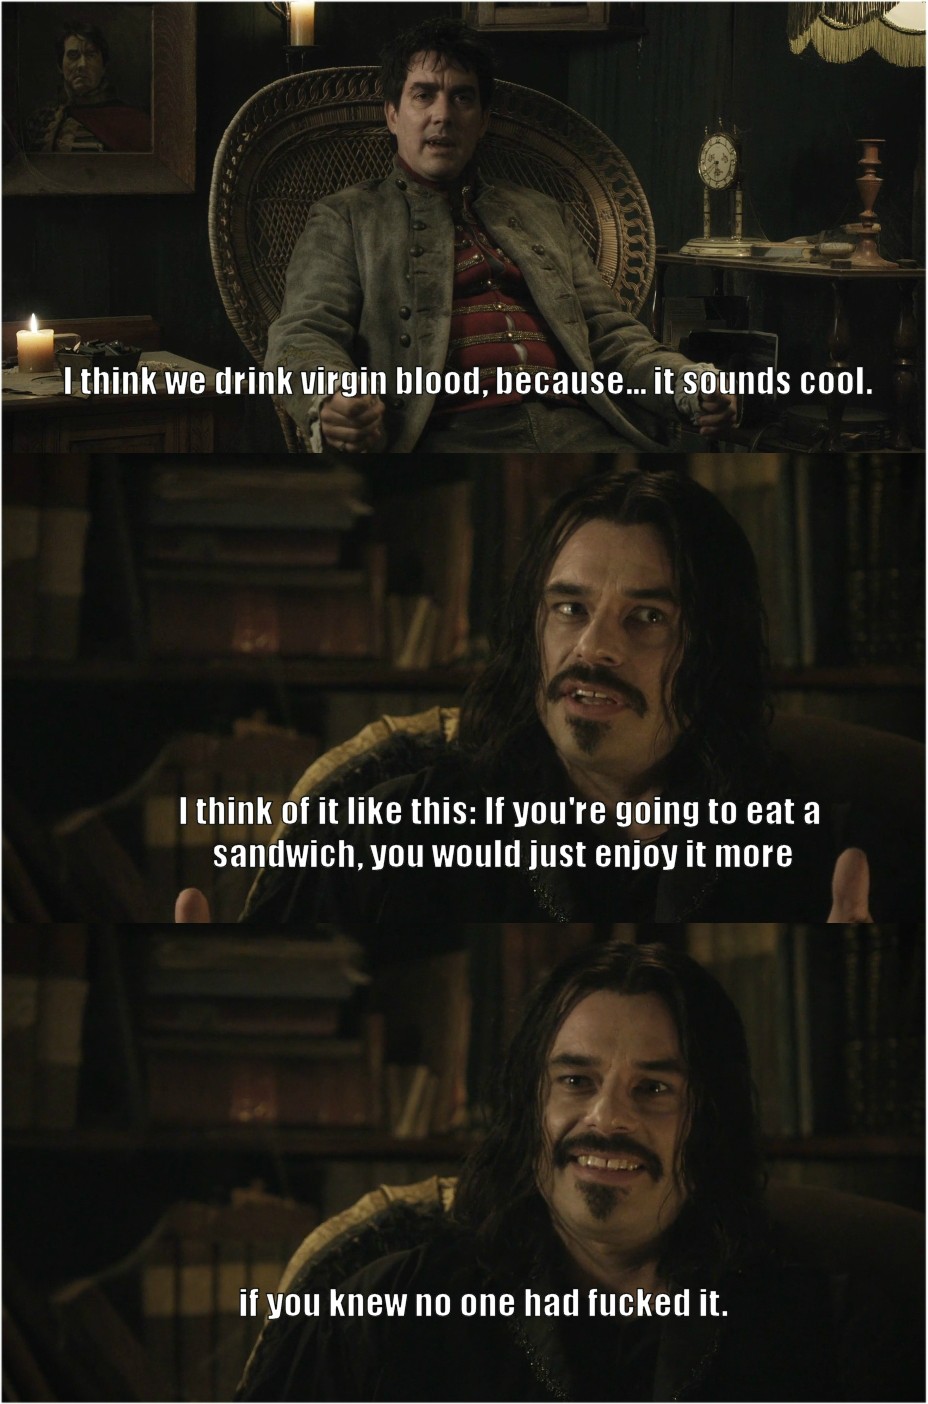 I think we drink virgin blood, because... it sounds cool.
I think of it like this: If you're going to eat a
sandwich, you would just enjoy it more
if you knew no one had fucked it.